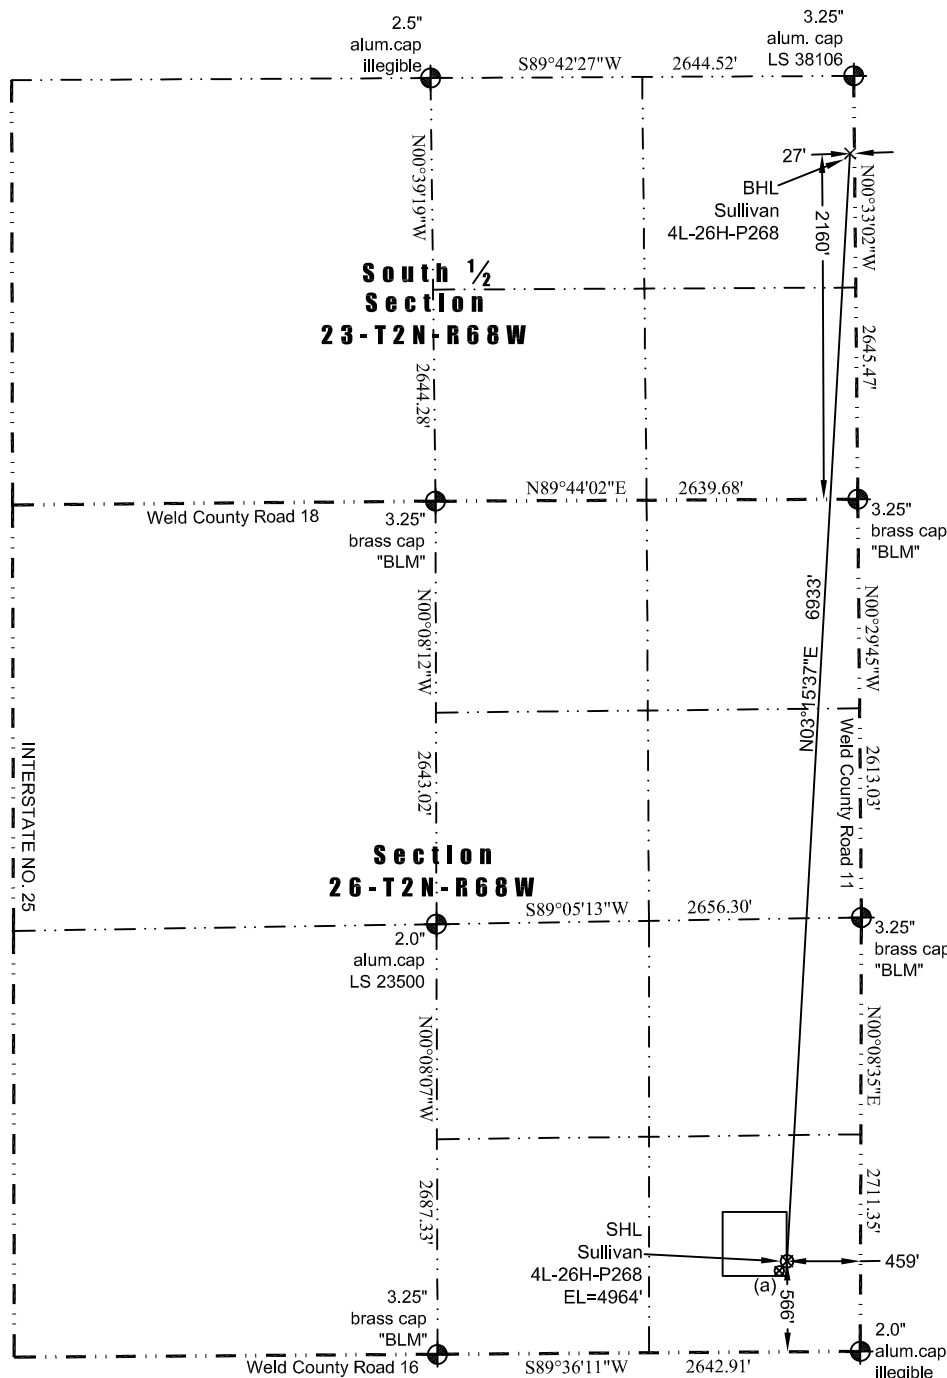 2.5"
alum.cap
illegible
3.25"
alum. cap
LS 38106
S89°42'27"W 2644.52'
N00°39'19"W
2644.28'
27'
BHL
Sullivan
4L-26H-P268
2160'
N00°33'02"W
2645.47'
South ½
Section
23-T2N-R68W
N89°44'02"E 2639.68'
Weld County Road 18
3.25"
brass cap
"BLM"
3.25"
brass cap
"BLM"
N00°08'12"W
2643.02'
N03°15'37"E 6933'
N00°29'45"W
2613.03'
Weld County Road 11
INTERSTATE NO. 25
Section
26-T2N-R68W
S89°05'13"W 2656.30'
2.0"
alum.cap
LS 23500
3.25"
brass cap
"BLM"
N00°08'07"W
2687.33'
N00°08'35"E
2711.35'
SHL
Sullivan
4L-26H-P268
EL=4964'
(a)
459'
566'
3.25"
brass cap
"BLM"
2.0"
alum.cap
illegible
Weld County Road 16
S89°36'11"W 2642.91'